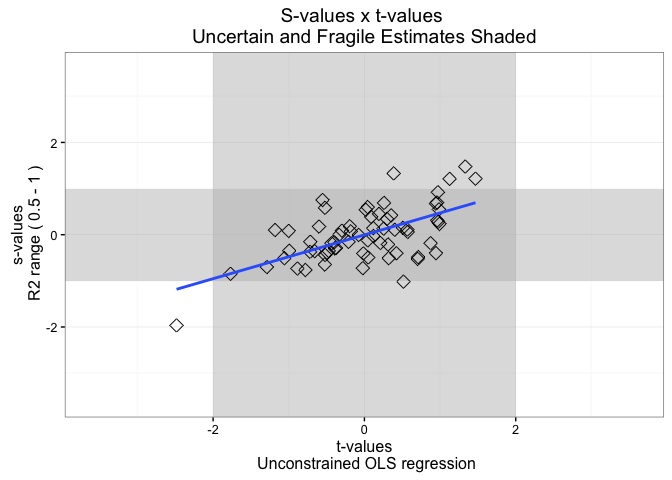 S-values x t-values
Uncertain and Fragile Estimates Shaded
s-values
R2 range ( 0.5 - 1 )
2
0
-2
-2
0
2
t-values
Unconstrained OLS regression